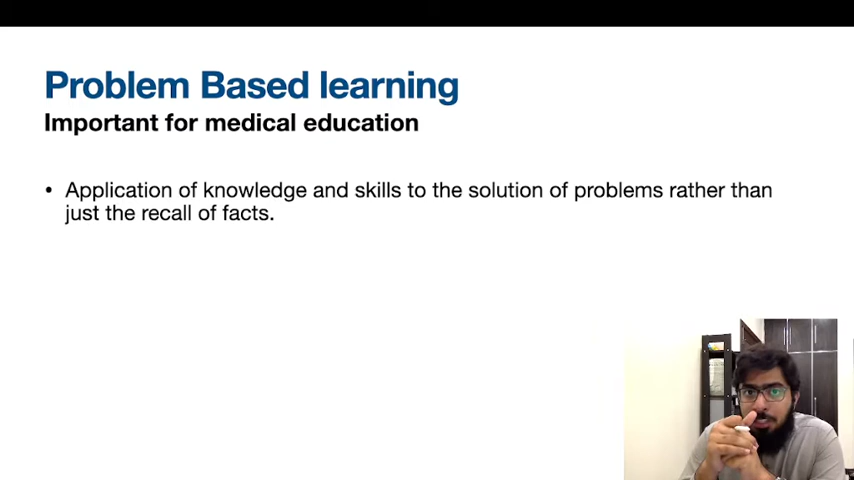 Problem Based learning
Important for medical education
• Application of knowledge and skills to the solution of problems rather than
just the recall of facts.